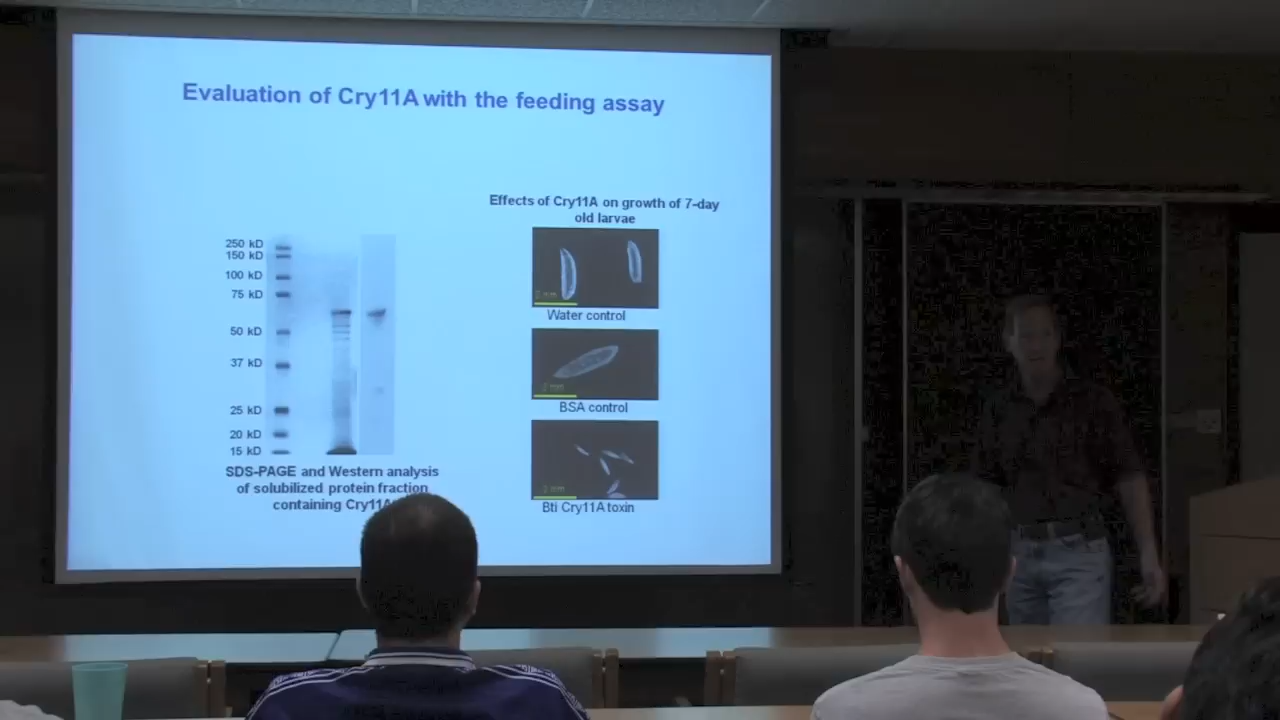 Evaluation of Cry11A with the feeding assay
Effects of Cry11A on growth of 7-day
old larvae
250 kD
150 kD
100 kD
75 kD
50 kD
37 kD
25 kD
20 kD
15 kD
SDS-PAGE and Western analysis
of solubilized protein fraction
containing Cry11A
Water control
BSA control
Bti Cry11A toxin